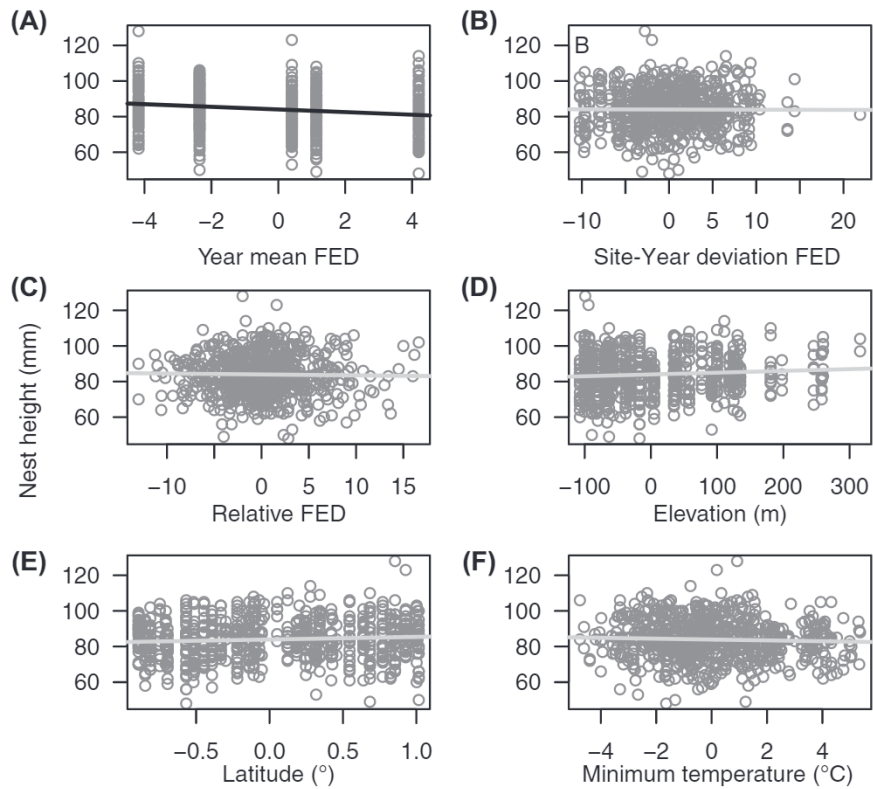 (A)
120
100
80
60
−4 −2 0 2 4
Year mean FED
(B)
B
120
100
80
60
−10 0 5 10 20
Site-Year deviation FED
(C)
120
100
80
60
−10 0 5 10 15
Relative FED
(D)
120
100
80
60
−100 0 100 200 300
Elevation (m)
Nest height (mm)
(E)
120
100
80
60
−0.5 0.0 0.5 1.0
Latitude (°)
(F)
120
100
80
60
−4 −2 0 2 4
Minimum temperature (°C)